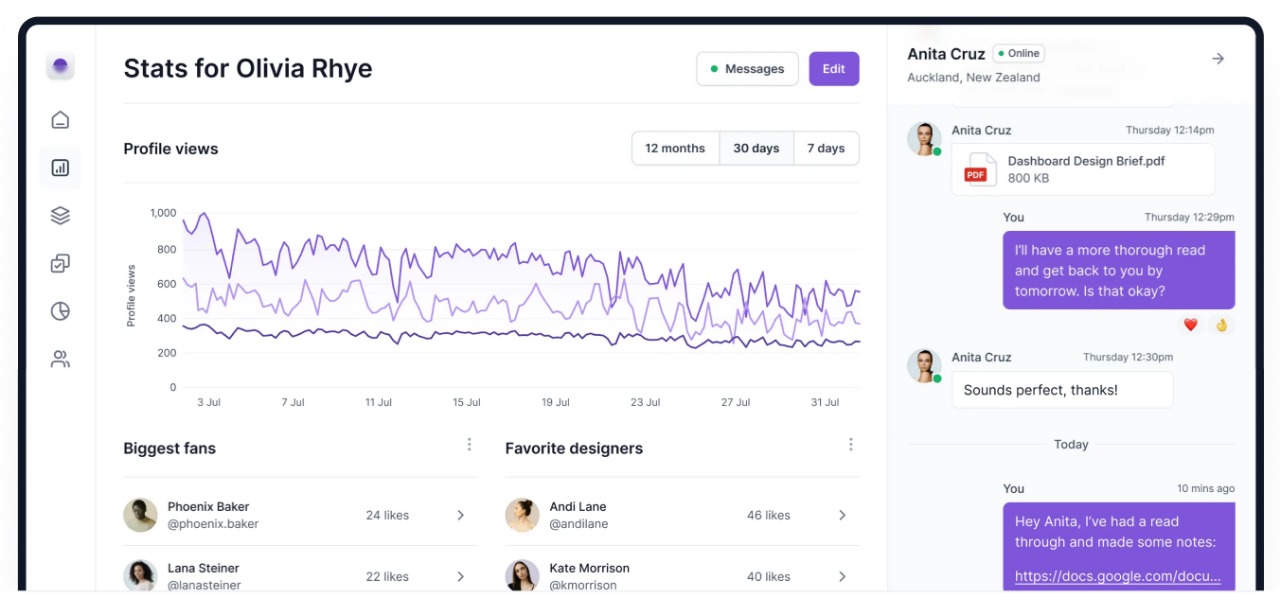 Stats for Olivia Rhye
Messages
Edit
Profile views
12 months
30 days
7 days
Profile views
1,000
800
600
400
200
0
3 Jul
7 Jul
11 Jul
15 Jul
19 Jul
23 Jul
27 Jul
31 Jul
Biggest fans
Phoenix Baker
@phoenix.baker
24 likes
Lana Steiner
@lanasteiner
22 likes
Favorite designers
Andi Lane
@andilane
46 likes
Kate Morrison
@kmorrison
40 likes
Anita Cruz
Online
Auckland, New Zealand
Anita Cruz
Thursday 12:14pm
PDF
Dashboard Design Brief.pdf
800 KB
You
Thursday 12:29pm
I'll have a more thorough read
and get back to you by
tomorrow. Is that okay?
Anita Cruz
Thursday 12:30pm
Sounds perfect, thanks!
Today
You
10 mins ago
Hey Anita, I've had a read
through and made some notes:
https://docs.google.com/docu...